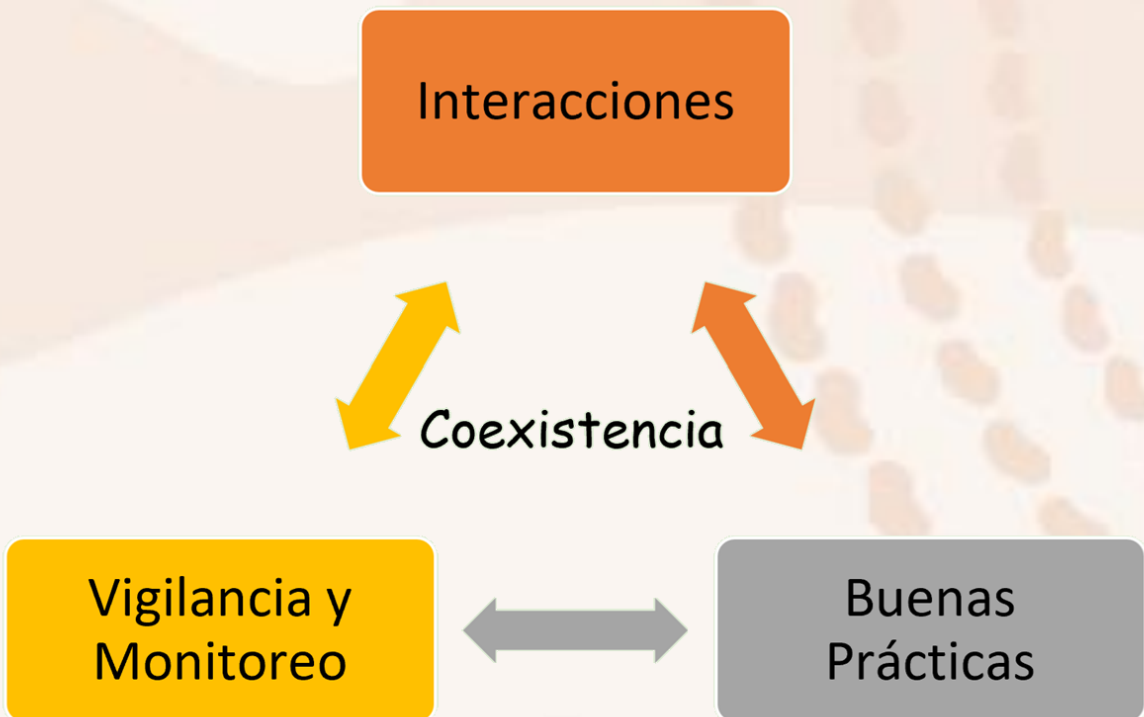 Interacciones
Coexistencia
Vigilancia y
Monitoreo
Buenas
Prácticas